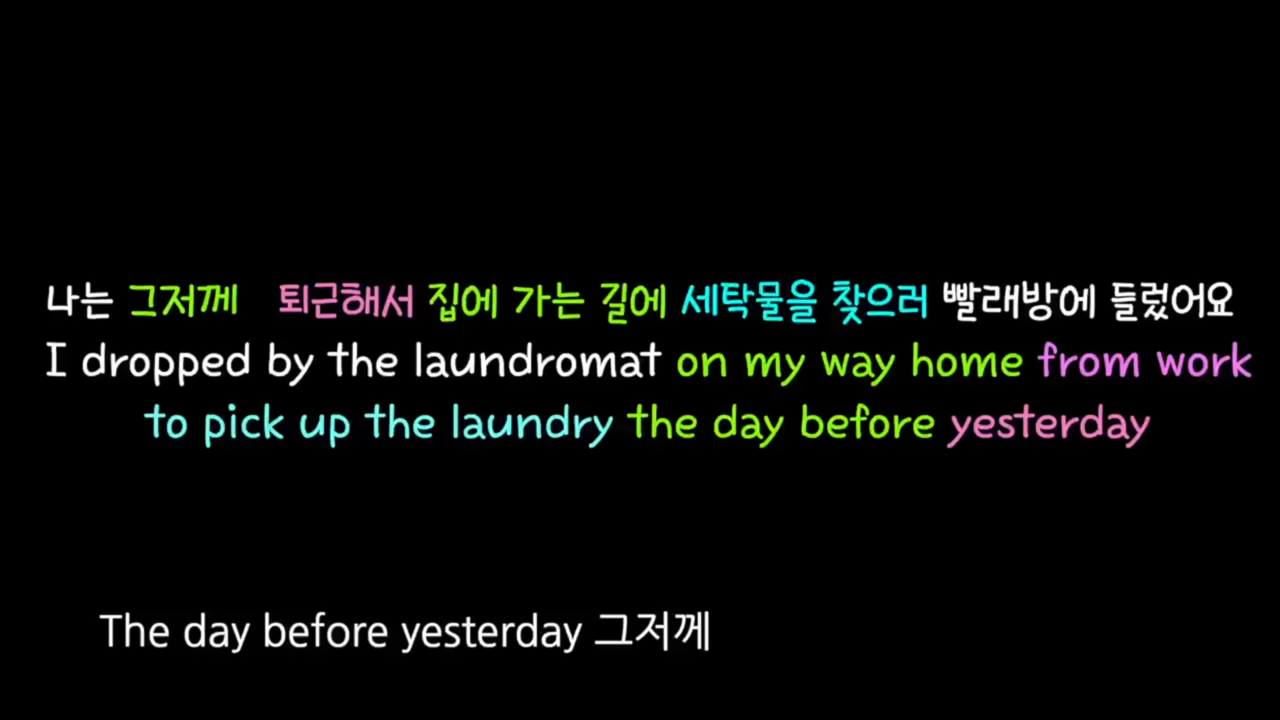 나는 그저께 퇴근해서 집에 가는 길에 세탁물을 찾으러 빨래방에 들렀어요
I dropped by the laundromat on my way home from work
to pick up the laundry the day before yesterday
The day before yesterday 그저께